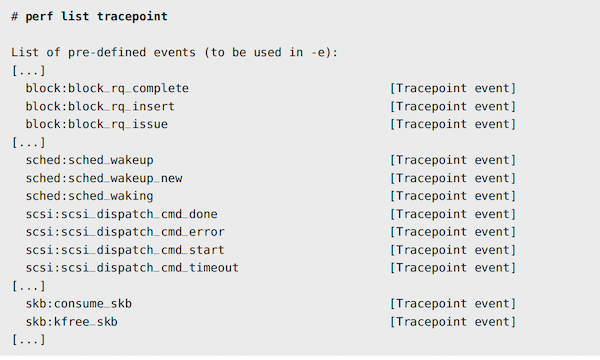 # perf list tracepoint
List of pre-defined events (to be used in -e):
[...]
block:block_rq_complete [Tracepoint event]
block:block_rq_insert [Tracepoint event]
block:block_rq_issue [Tracepoint event]
[...]
sched:sched_wakeup [Tracepoint event]
sched:sched_wakeup_new [Tracepoint event]
sched:sched_waking [Tracepoint event]
scsi:scsi_dispatch_cmd_done [Tracepoint event]
scsi:scsi_dispatch_cmd_error [Tracepoint event]
scsi:scsi_dispatch_cmd_start [Tracepoint event]
scsi:scsi_dispatch_cmd_timeout [Tracepoint event]
[...]
skb:consume_skb [Tracepoint event]
skb:kfree_skb [Tracepoint event]
[...]